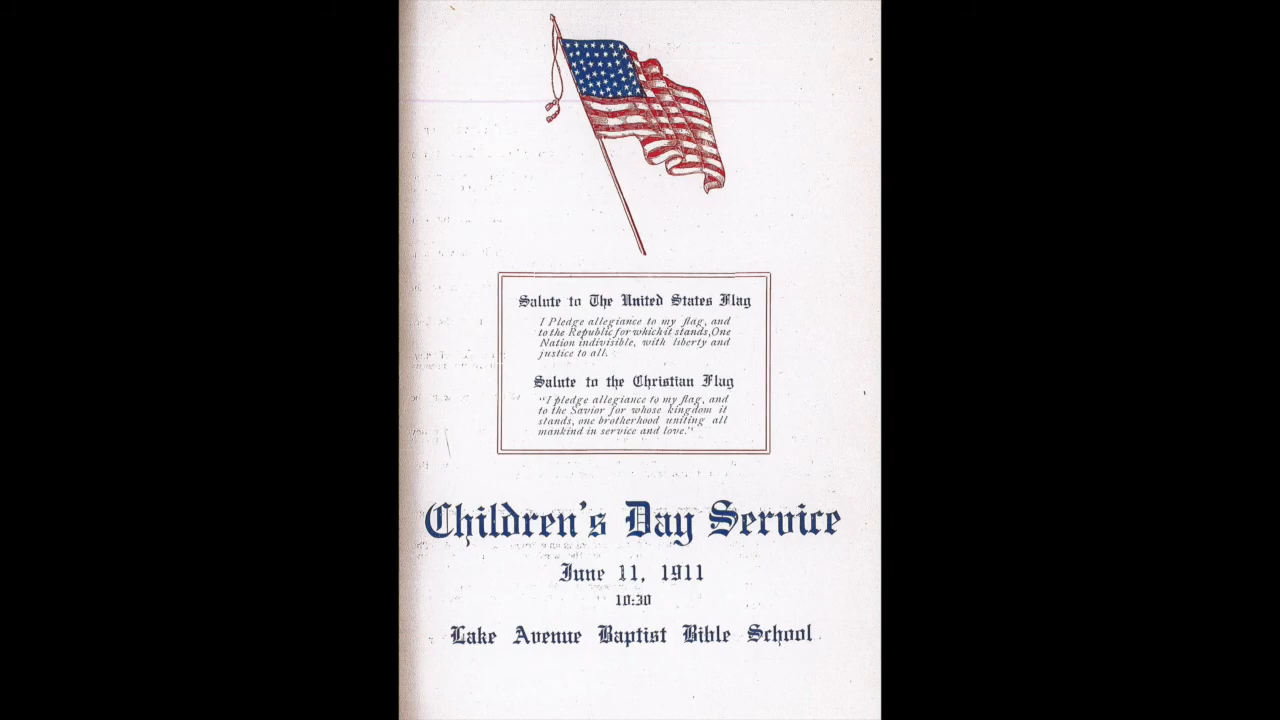 Salute to The United States Flag
I Pledge allegiance to my flag, and
to the Republic for which it stands, One
Nation indivisible, with liberty and
justice to all.
Salute to the Christian Flag
"I pledge allegiance to my flag, and
to the Savior for whose kingdom it
stands, one brotherhood uniting all
mankind in service and love."
Children's Day Service
June 11, 1911
10:30
Lake Avenue Baptist Bible School